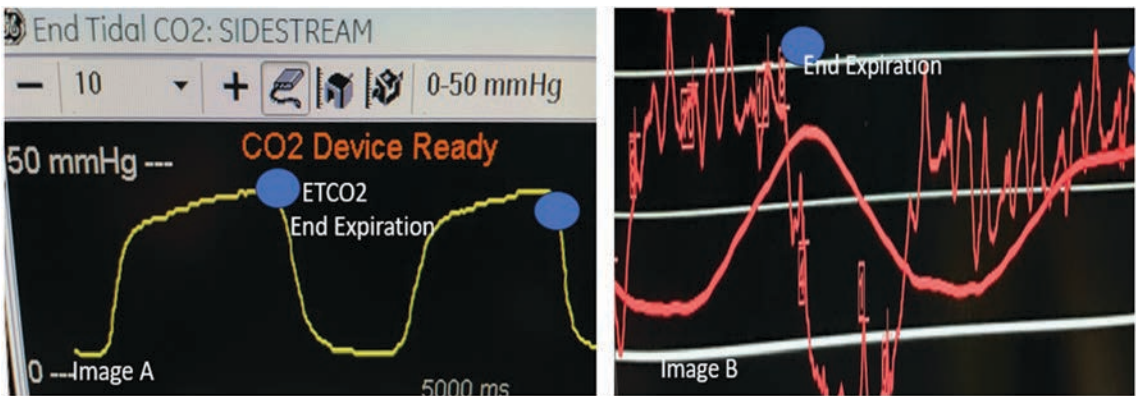 End Tidal CO2: SIDESTREAM
10
0-50 mmHg
CO2 Device Ready
50 mmHg ---
ETCO2
End Expiration
0 ---
Image A
5000 ms
End Expiration
Image B